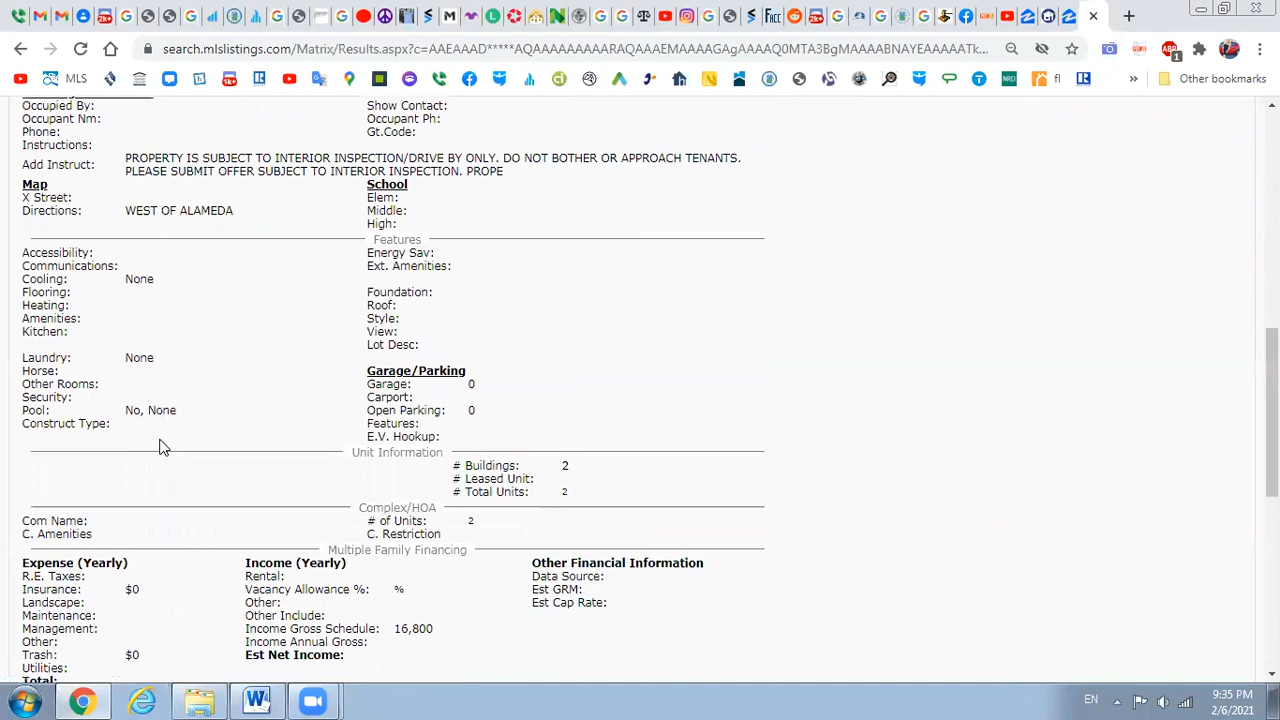 search.mlslistings.com/Matrix/Results.aspx?c=AAEAAAD*****AQAAAAAAAAARAQAAAEMAAAAGAgAAAAQ0MTA3BgMAAAABNAYEAAAAATk...
MLS
fl
Other bookmarks
Occupied By: Show Contact:
Occupant Nm: Occupant Ph:
Phone: Gt.Code:
Instructions:
Add Instruct: PROPERTY IS SUBJECT TO INTERIOR INSPECTION/DRIVE BY ONLY. DO NOT BOTHER OR APPROACH TENANTS.
PLEASE SUBMIT OFFER SUBJECT TO INTERIOR INSPECTION. PROPE
Map School
X Street: Elem:
Directions: WEST OF ALAMEDA Middle:
High:
Features
Accessibility: Energy Sav:
Communications: Ext. Amenities:
Cooling: None
Flooring: Foundation:
Heating: Roof:
Amenities: Style:
Kitchen: View:
Lot Desc:
Laundry: None
Horse: Garage/Parking
Other Rooms: Garage: 0
Security: Carport:
Pool: No, None Open Parking: 0
Construct Type: Features:
E.V. Hookup:
Unit Information
# Buildings: 2
# Leased Unit:
# Total Units: 2
Complex/HOA
Com Name: # of Units: 2
C. Amenities C. Restriction
Multiple Family Financing
Expense (Yearly) Income (Yearly) Other Financial Information
R.E. Taxes: Rental: Data Source:
Insurance: $0 Vacancy Allowance %: % Est GRM:
Landscape: Other: Est Cap Rate:
Maintenance: Other Include:
Management: Income Gross Schedule: 16,800
Other: Income Annual Gross:
Trash: $0 Est Net Income:
Utilities:
Total:
EN
9:35 PM
2/6/2021